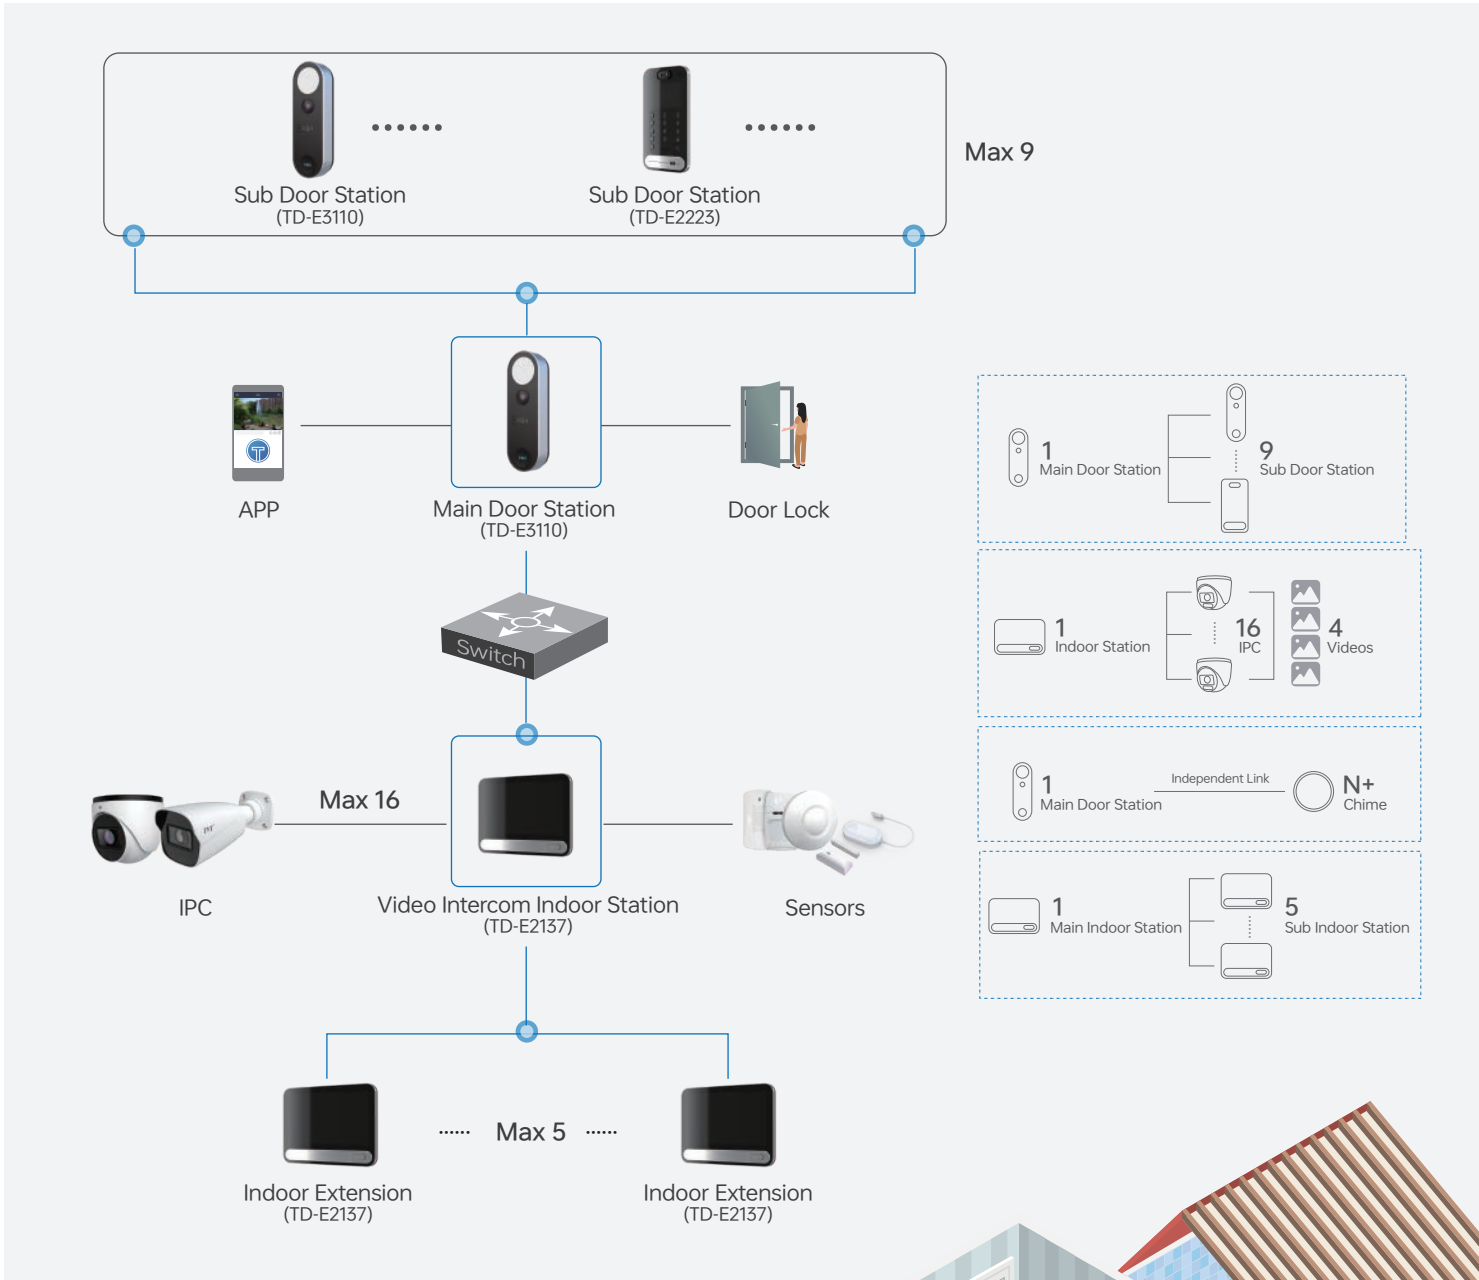 Max 9
Sub Door Station
(TD-E3110)
Sub Door Station
(TD-E2223)
APP
Main Door Station
(TD-E3110)
Door Lock
Switch
Max 16
IPC
Video Intercom Indoor Station
(TD-E2137)
Sensors
Max 5
Indoor Extension
(TD-E2137)
Indoor Extension
(TD-E2137)
1
Main Door Station
9
Sub Door Station
1
Indoor Station
16
IPC
4
Videos
1
Main Door Station
Independent Link
N+
Chime
1
Main Indoor Station
5
Sub Indoor Station